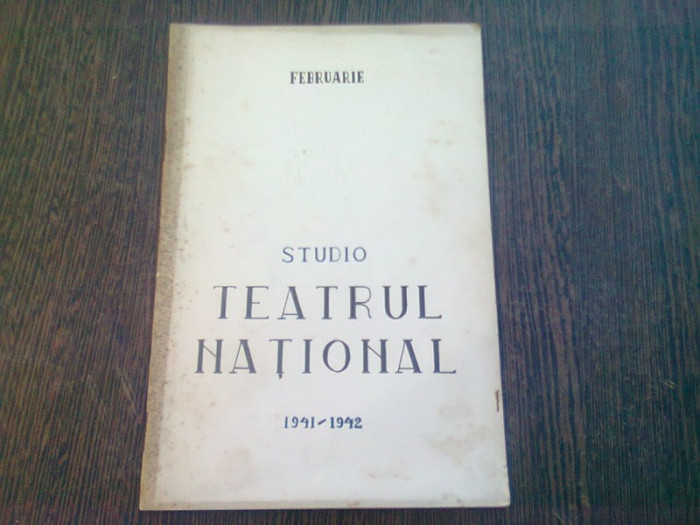 FEBRUARIE
STUDIO
TEATRUL
NAȚIONAL
1941-1942